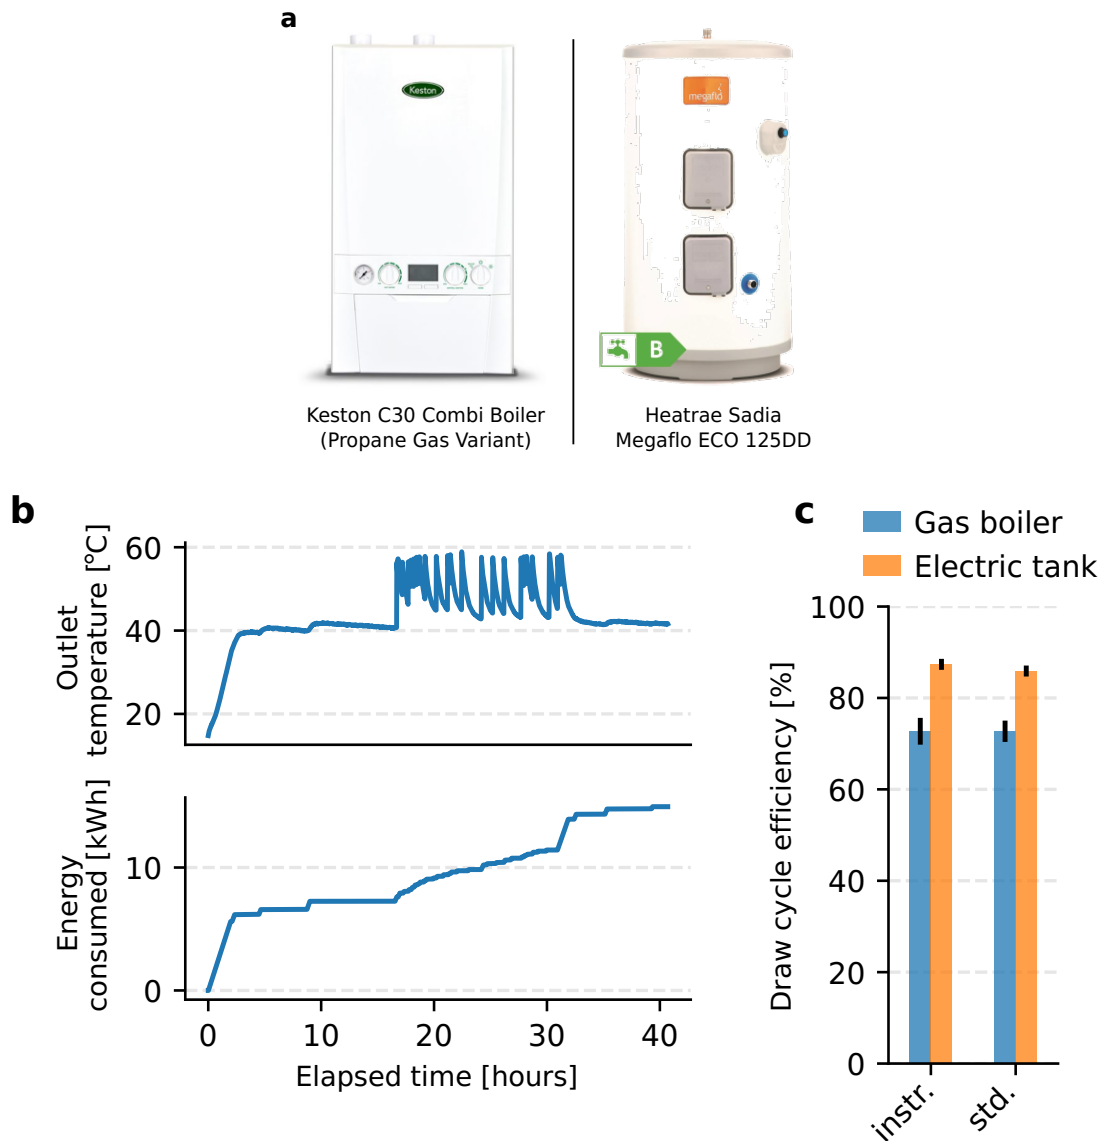 a
Keston
megaflo
B
Keston C30 Combi Boiler
(Propane Gas Variant)
Heatrae Sadia
Megaflo ECO 125DD
b
Outlet
temperature [°C]
60
40
20
Energy
consumed [kWh]
10
0
0 10 20 30 40
Elapsed time [hours]
c
Gas boiler
Electric tank
Draw cycle efficiency [%]
100
80
60
40
20
0
instr. std.